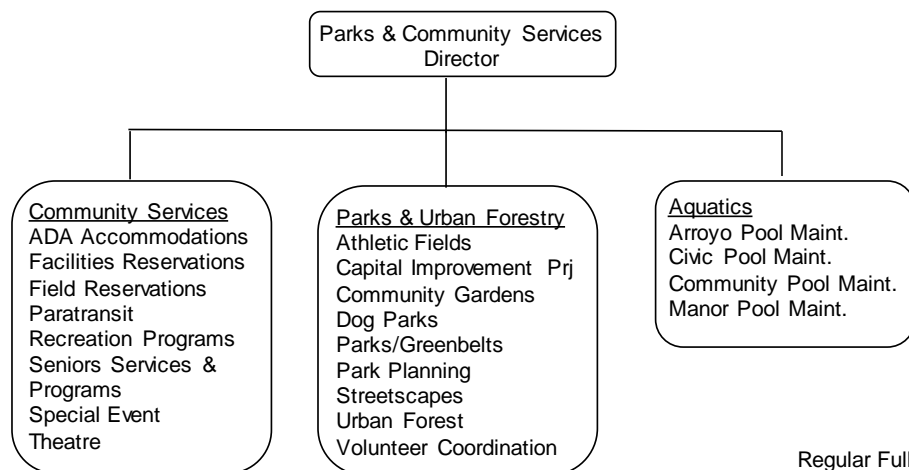 Parks & Community Services
Director
Community Services
ADA Accommodations
Facilities Reservations
Field Reservations
Paratransit
Recreation Programs
Seniors Services &
Programs
Special Event
Theatre
Parks & Urban Forestry
Athletic Fields
Capital Improvement Prj
Community Gardens
Dog Parks
Parks/Greenbelts
Park Planning
Streetscapes
Urban Forest
Volunteer Coordination
Aquatics
Arroyo Pool Maint.
Civic Pool Maint.
Community Pool Maint.
Manor Pool Maint.
Regular Full